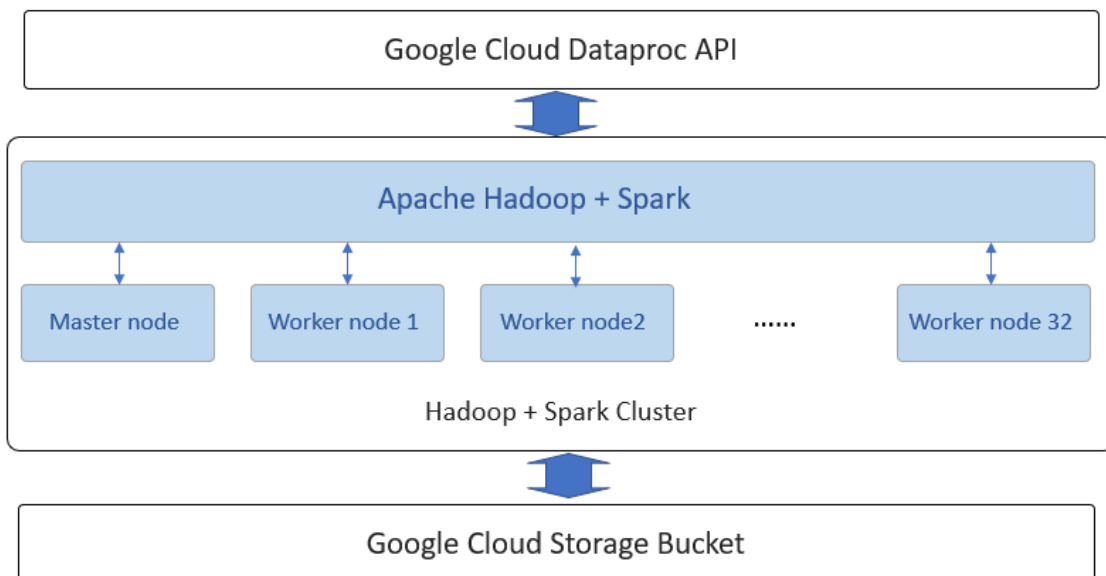 Google Cloud Dataproc API
Apache Hadoop + Spark
Master node
Worker node 1
Worker node2
......
Worker node 32
Hadoop + Spark Cluster
Google Cloud Storage Bucket